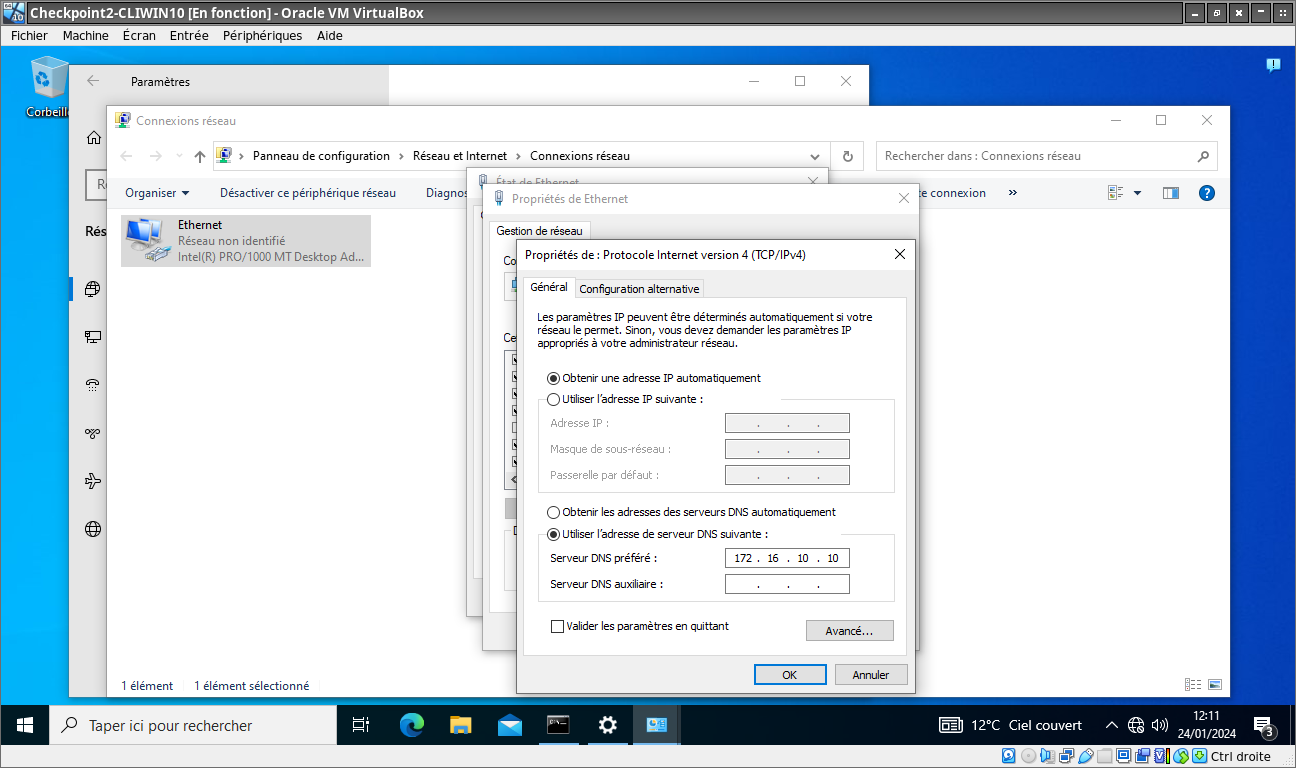 Checkpoint2-CLIWIN10 [En fonction] - Oracle VM VirtualBox
Fichier Machine Écran Entrée Périphériques Aide
Corbeille
Paramètres
Connexions réseau
Panneau de configuration > Réseau et Internet > Connexions réseau
Rechercher dans : Connexions réseau
Organiser Désactiver ce périphérique réseau Diagnos
te connexion »
État de Ethernet
Propriétés de Ethernet
Gestion de réseau
Ethernet
Réseau non identifié
Intel(R) PRO/1000 MT Desktop Ad...
Rés
Co
Ce
Propriétés de : Protocole Internet version 4 (TCP/IPv4)
Général Configuration alternative
Les paramètres IP peuvent être déterminés automatiquement si votre
réseau le permet. Sinon, vous devez demander les paramètres IP
appropriés à votre administrateur réseau.
Obtenir une adresse IP automatiquement
Utiliser l'adresse IP suivante :
Adresse IP : . . .
Masque de sous-réseau : . . .
Passerelle par défaut : . . .
Obtenir les adresses des serveurs DNS automatiquement
Utiliser l'adresse de serveur DNS suivante :
Serveur DNS préféré : 172 . 16 . 10 . 10
Serveur DNS auxiliaire : . . .
Valider les paramètres en quittant
Avancé...
OK Annuler
1 élément 1 élément sélectionné
Taper ici pour rechercher
12°C Ciel couvert
12:11
24/01/2024
3
Ctrl droite